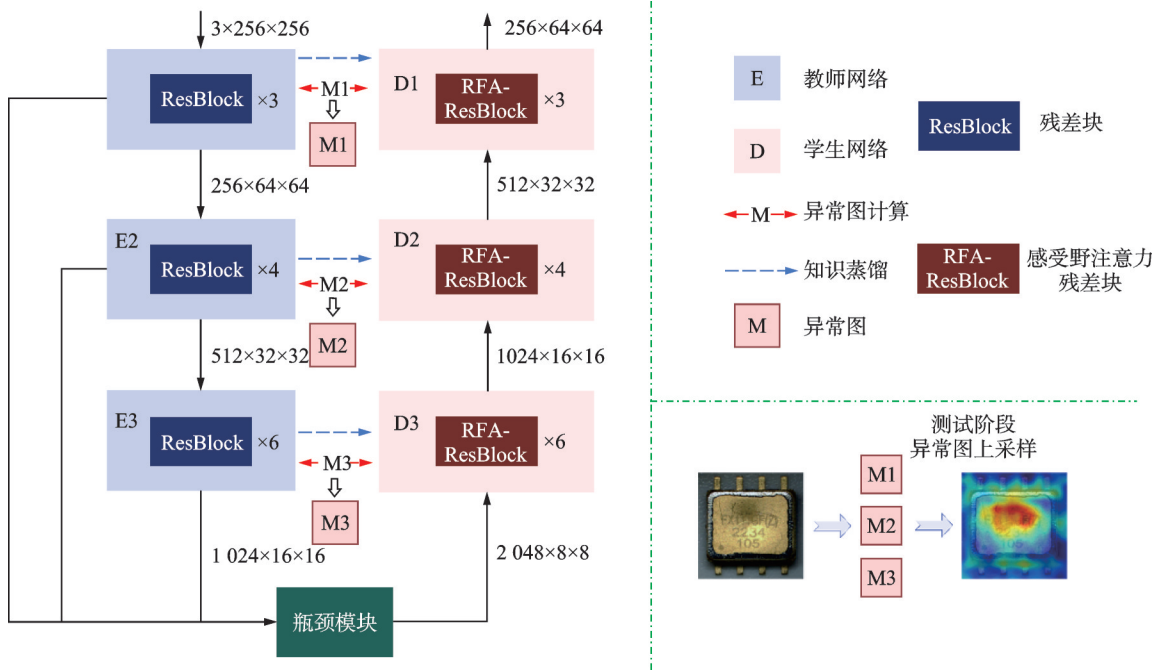 3×256×256
ResBlock
×3
256×64×64
E2
ResBlock
×4
512×32×32
E3
ResBlock
×6
1 024×16×16
M1
M1
M2
M2
M3
M3
256×64×64
D1
RFA-
ResBlock
×3
512×32×32
D2
RFA-
ResBlock
×4
1024×16×16
D3
RFA-
ResBlock
×6
2 048×8×8
瓶颈模块
E
教师网络
D
学生网络
M
异常图计算
知识蒸馏
M
异常图
ResBlock
残差块
RFA-
ResBlock
感受野注意力
残差块
测试阶段
异常图上采样
2234
105
M1
M2
M3